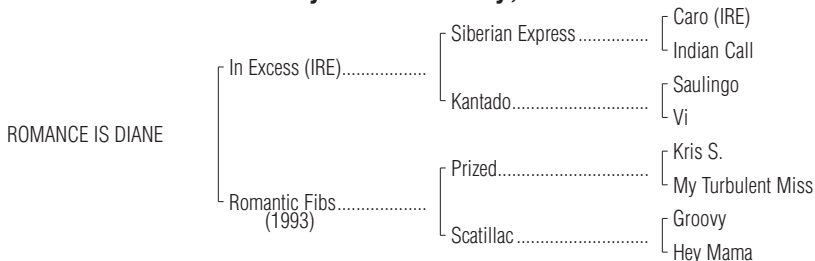 Caro (IRE)
Siberian Express...............
Indian Call
In Excess (IRE)..................
Saulingo
Kantado............................
Vi
ROMANCE IS DIANE
Kris S.
Prized...............................
My Turbulent Miss
Romantic Fibs...................
(1993)
Groovy
Scatillac ...........................
Hey Mama